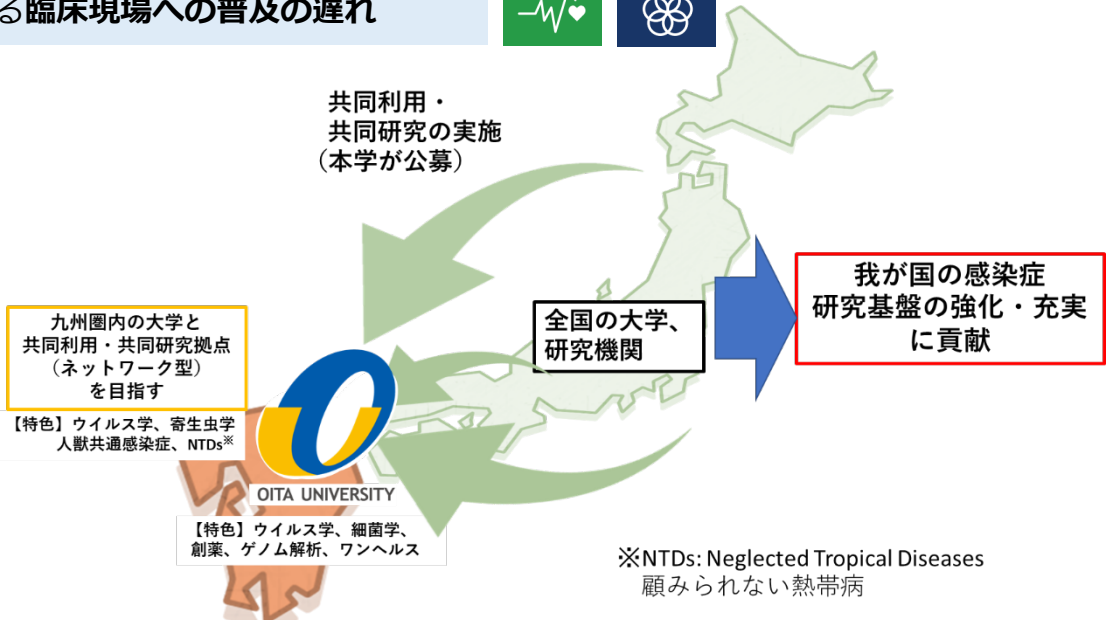 る臨床現場への普及の遅れ
共同利用・
共同研究の実施
（本学が公募）
全国の大学、
研究機関
我が国の感染症
研究基盤の強化・充実
に貢献
九州圏内の大学と
共同利用・共同研究拠点
（ネットワーク型）
を目指す
【特色】ウイルス学、寄生虫学
人獣共通感染症、NTDs※
OITA UNIVERSITY
【特色】ウイルス学、細菌学、
創薬、ゲノム解析、ワンヘルス
※NTDs: Neglected Tropical Diseases
顧みられない熱帯病